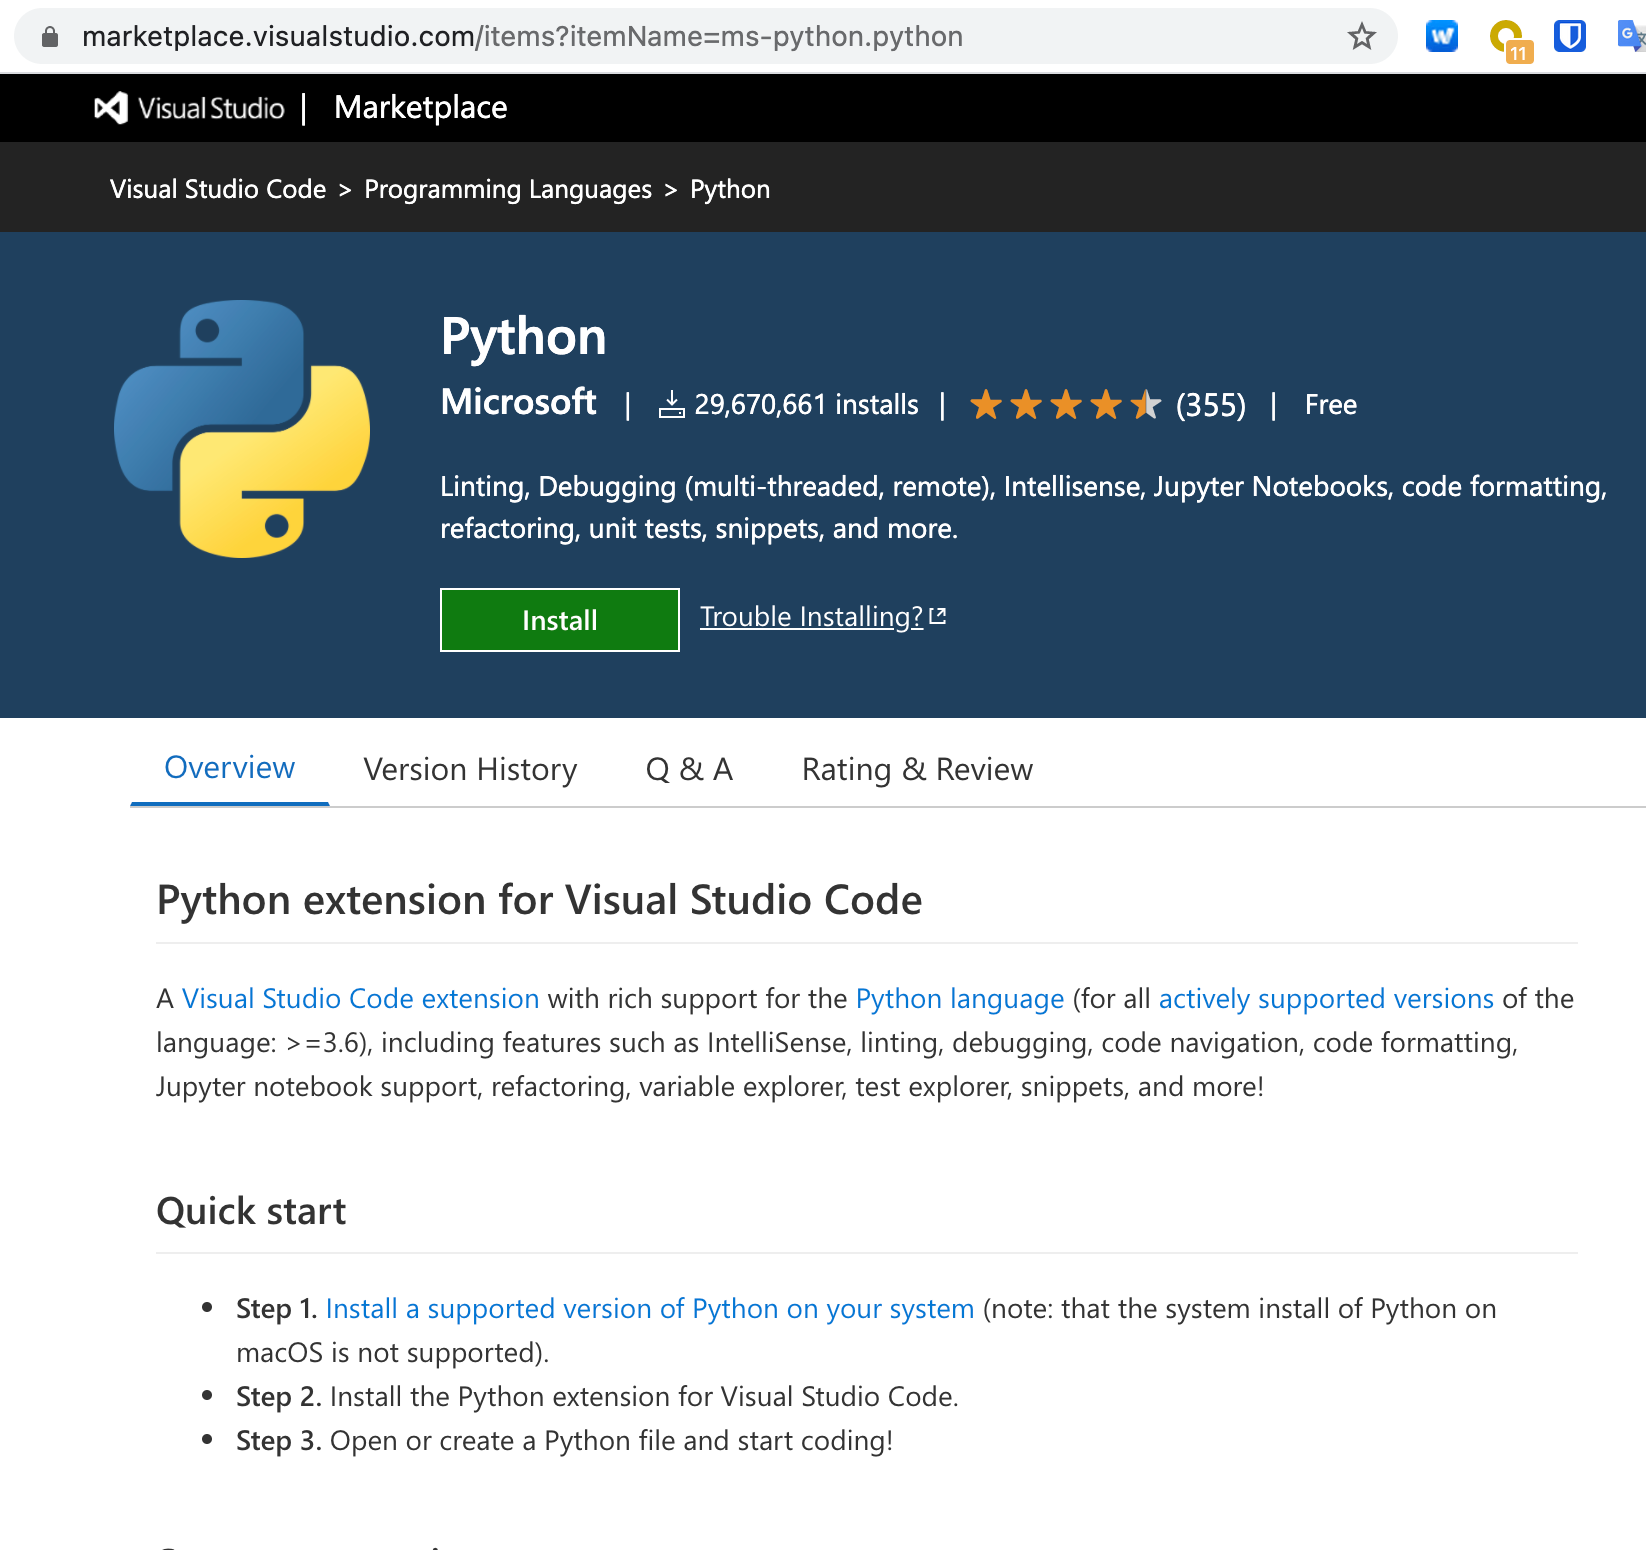 marketplace.visualstudio.com/items?itemName=ms-python.python
11
Visual Studio | Marketplace
Visual Studio Code > Programming Languages > Python
Python
Microsoft | 29,670,661 installs | (355) | Free
Linting, Debugging (multi-threaded, remote), Intellisense, Jupyter Notebooks, code formatting,
refactoring, unit tests, snippets, and more.
Install Trouble Installing?
Overview Version History Q & A Rating & Review
Python extension for Visual Studio Code
A Visual Studio Code extension with rich support for the Python language (for all actively supported versions of the
language: >=3.6), including features such as IntelliSense, linting, debugging, code navigation, code formatting,
Jupyter notebook support, refactoring, variable explorer, test explorer, snippets, and more!
Quick start
• Step 1. Install a supported version of Python on your system (note: that the system install of Python on
macOS is not supported).
• Step 2. Install the Python extension for Visual Studio Code.
• Step 3. Open or create a Python file and start coding!